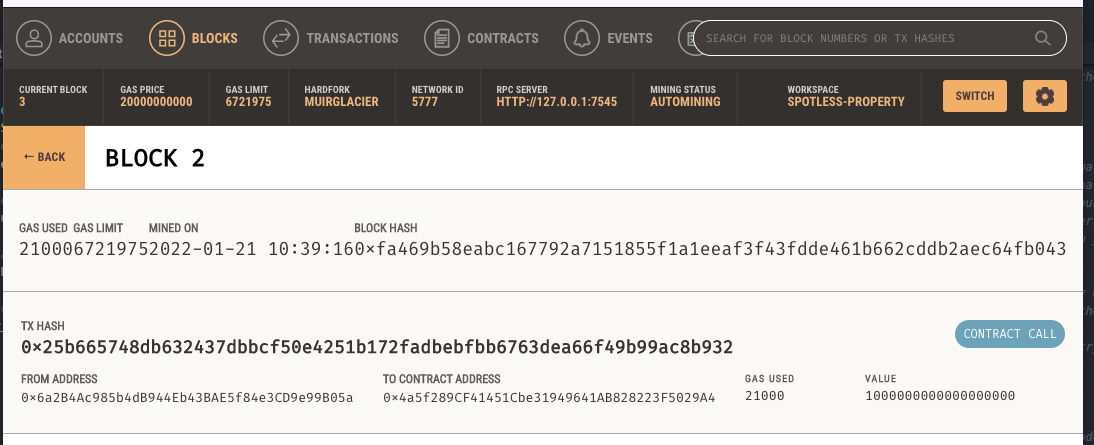 ACCOUNTS BLOCKS TRANSACTIONS CONTRACTS EVENTS SEARCH FOR BLOCK NUMBERS OR TX HASHES
CURRENT BLOCK GAS PRICE GAS LIMIT HARDFORK NETWORK ID RPC SERVER MINING STATUS WORKSPACE
3 20000000000 6721975 MUIRGLACIER 5777 HTTP://127.0.0.1:7545 AUTOMINING SPOTLESS-PROPERTY SWITCH
← BACK BLOCK 2
GAS USED GAS LIMIT MINED ON BLOCK HASH
2100067219752022-01-21 10:39:160×fa469b58eabc167792a7151855f1a1eeaf3f43fdde461b662cddb2aec64fb043
TX HASH
0×25b665748db632437dbbcf50e4251b172fadbebfbb6763dea66f49b99ac8b932 CONTRACT CALL
FROM ADDRESS TO CONTRACT ADDRESS GAS USED VALUE
0×6a2B4Ac985b4dB944Eb43BAE5f84e3CD9e99B05a 0×4a5f289CF41451Cbe31949641AB828223F5029A4 21000 1000000000000000000